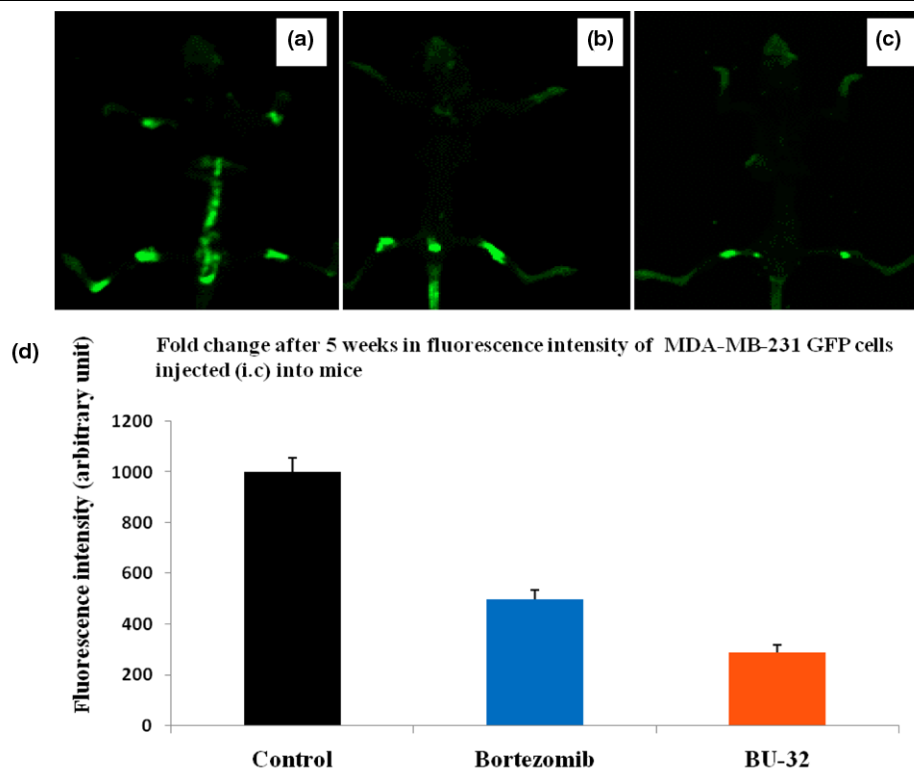 (a)
(b)
(c)
(d)
Fold change after 5 weeks in fluorescence intensity of MDA-MB-231 GFP cells
injected (i.c) into mice
Fluorescence intensity (arbitrary unit)
1200
1000
800
600
400
200
0
Control
Bortezomib
BU-32